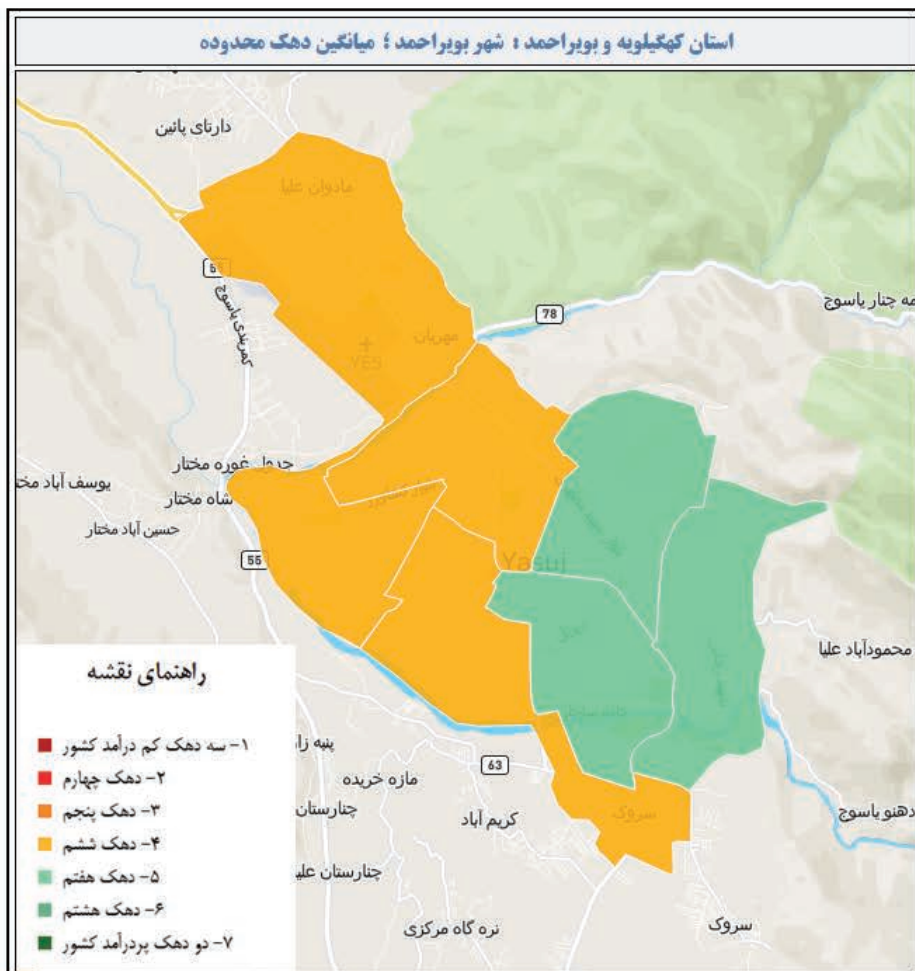 استان کهگیلویه و بویراحمد ؛ شهر بویراحمد ؛ میانگین دهک محدوده
دارتای پائین
مادوان علیا
78
مه چنار یاسوج
مهریان
YES
کمربندی یاسوج
جدول غوره مختار
یوسف آباد مختار
شاه مختار
حسین آباد مختار
Yasuj
55
محمودآباد علیا
راهنمای نقشه
۱- سه دهک کم درآمد کشور
۲- دهک چهارم
۳- دهک پنجم
۴- دهک ششم
۵- دهک هفتم
۶- دهک هشتم
۷- دو دهک پردرآمد کشور
پنبه زار
63
مازه خریده
چنارستان
کریم آباد
سروک
دهنو یاسوج
چنارستان علیا
نره گاه مرکزی
سروک